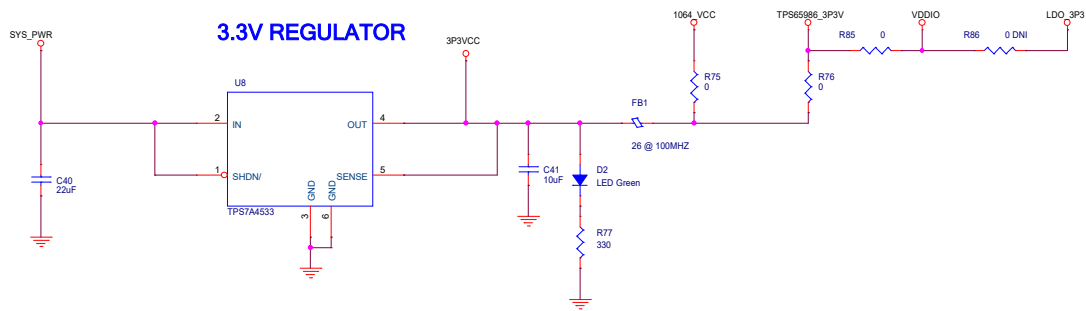 3.3V REGULATOR
SYS_PWR
3P3VCC
1064_VCC
TPS65986_3P3V
VDDIO
LDO_3P3
R85
0
R86
0 DNI
U8
R75
0
R76
0
2
IN
OUT
4
FB1
26 @ 100MHZ
C40
22uF
1
SHDN/
SENSE
5
C41
10uF
D2
LED Green
GND
GND
TPS7A4533
3
6
R77
330